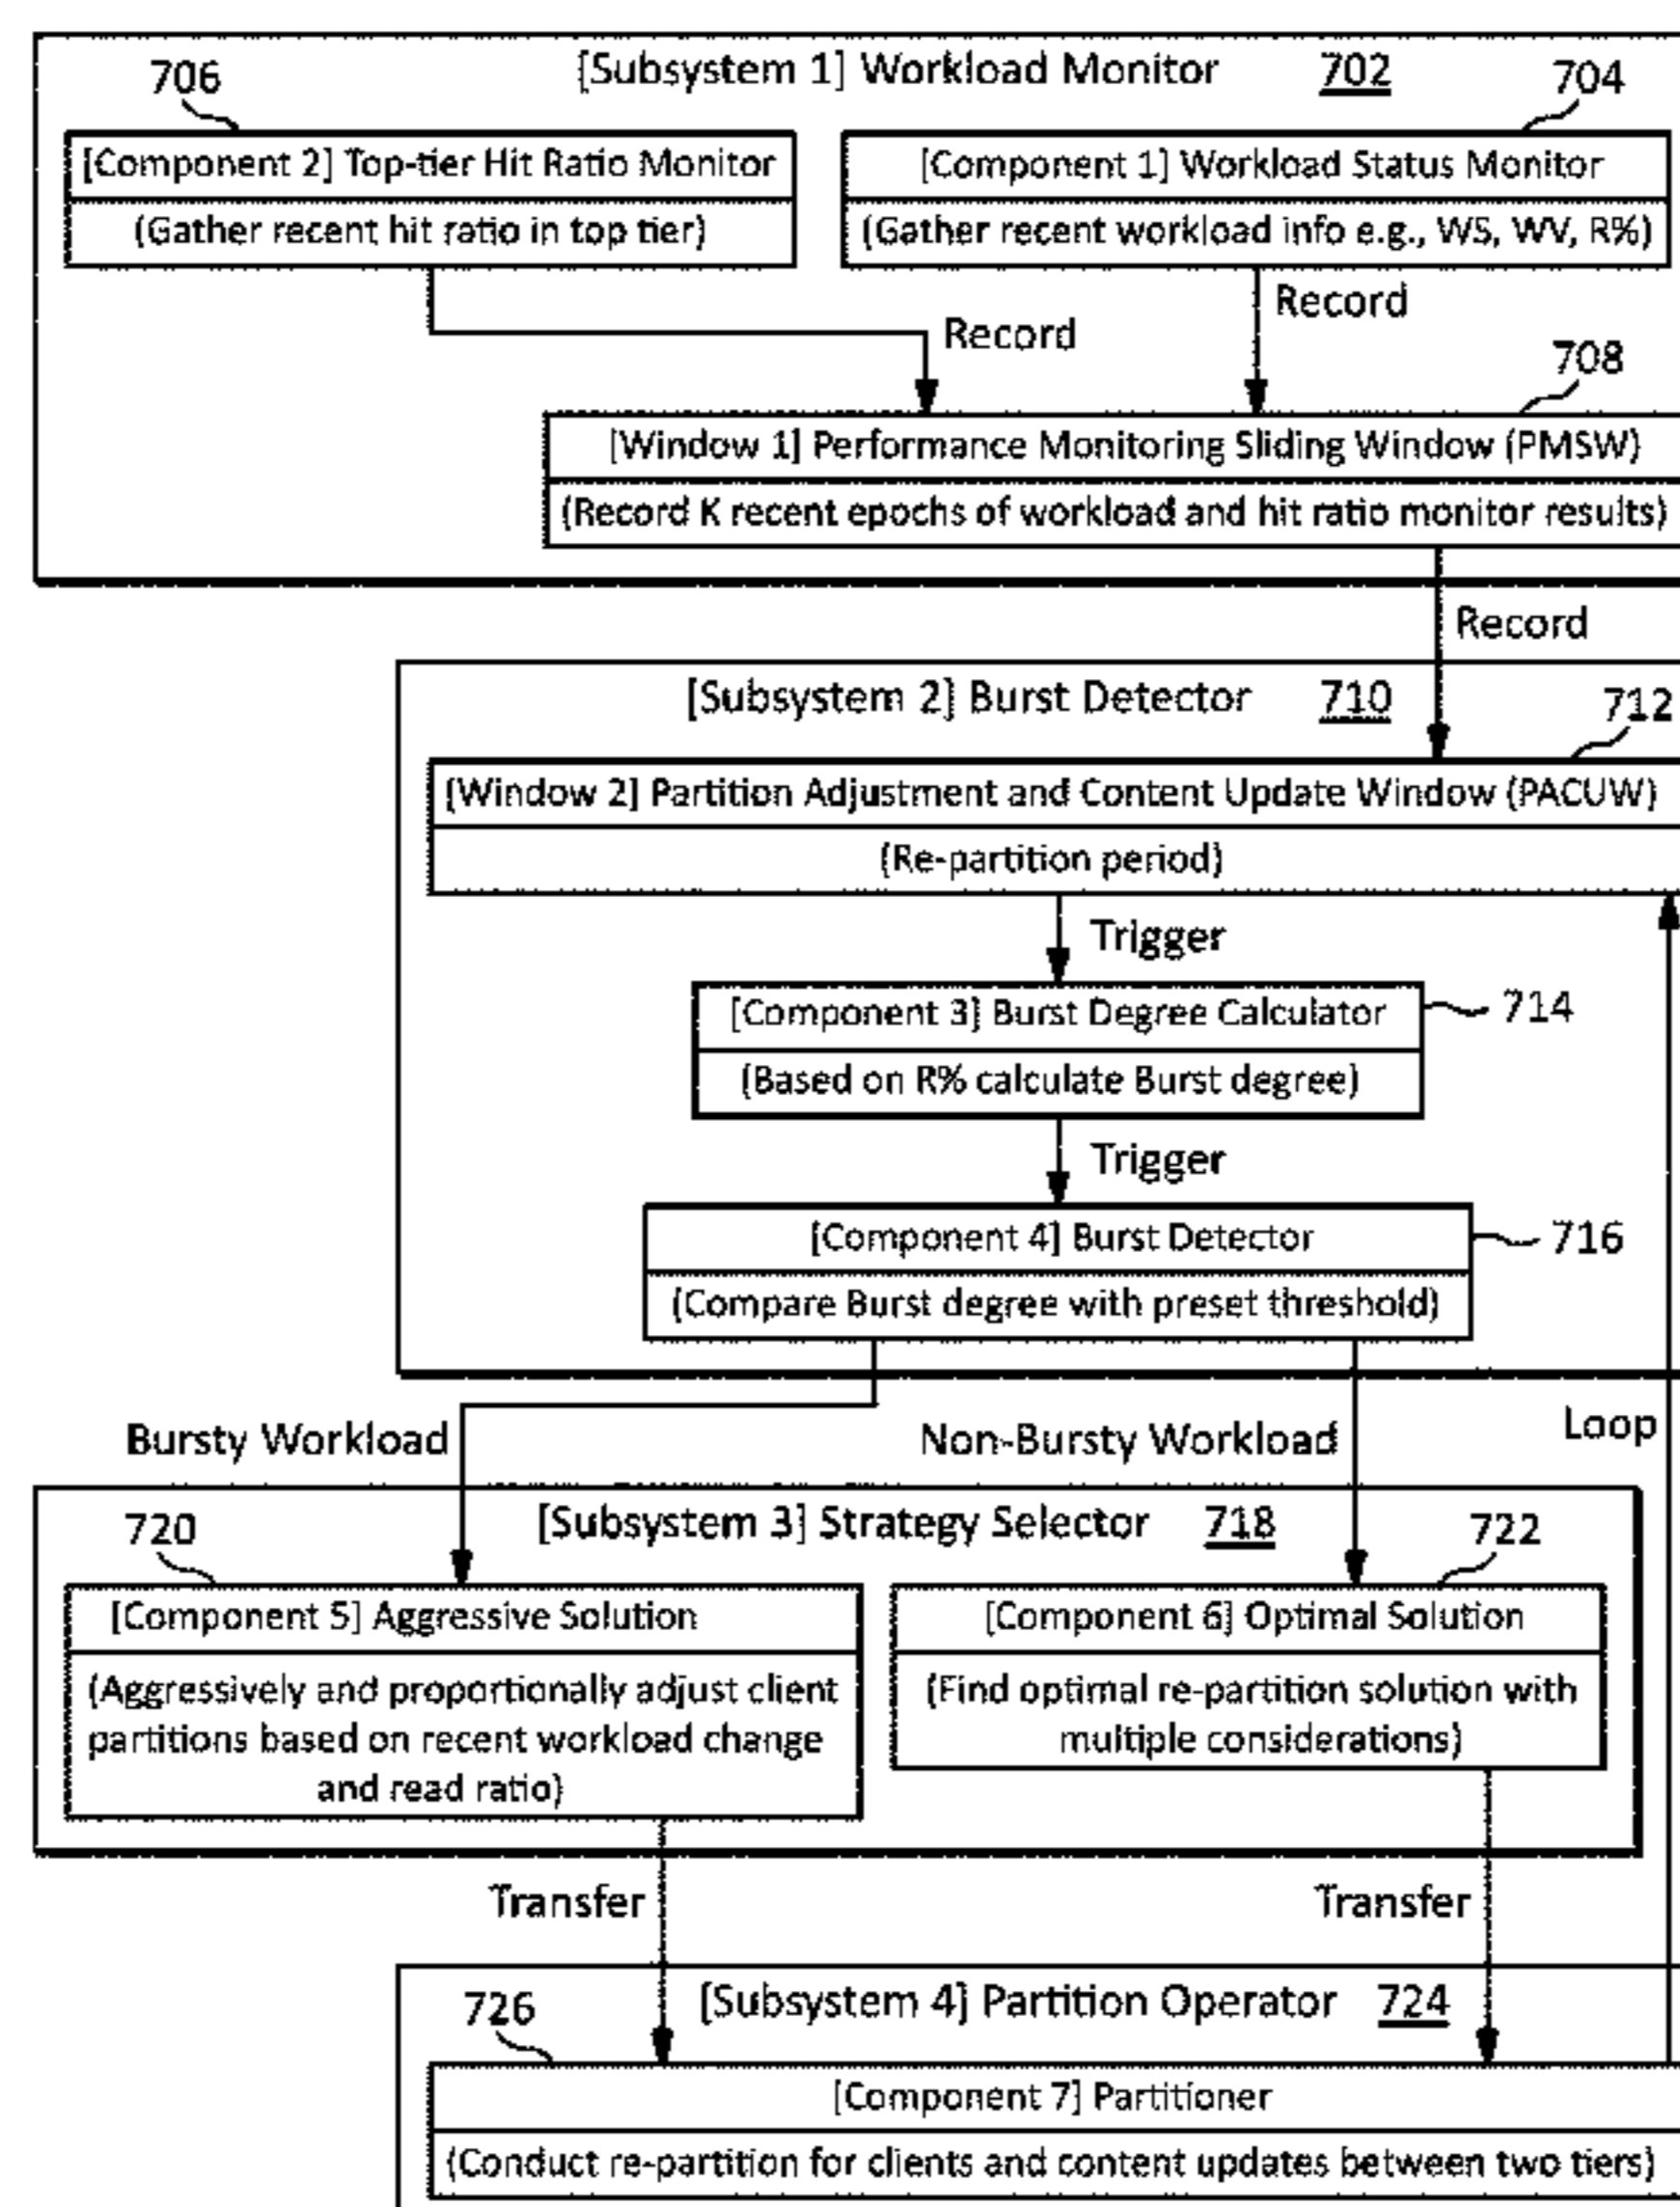 [Subsystem 1] Workload Monitor 702
706
704
[Component 2] Top-tier Hit Ratio Monitor
(Gather recent hit ratio in top tier)
[Component 1] Workload Status Monitor
(Gather recent workload info e.g., WS, WV, R%)
Record
Record
708
[Window 1] Performance Monitoring Sliding Window (PMSW)
(Record K recent epochs of workload and hit ratio monitor results)
Record
[Subsystem 2] Burst Detector 710
712
[Window 2] Partition Adjustment and Content Update Window (PACUW)
(Re-partition period)
Trigger
[Component 3] Burst Degree Calculator
714
(Based on R% calculate Burst degree)
Trigger
[Component 4] Burst Detector
716
(Compare Burst degree with preset threshold)
Bursty Workload
Non-Bursty Workload
Loop
[Subsystem 3] Strategy Selector 718
720
722
[Component 5] Aggressive Solution
(Aggressively and proportionally adjust client
partitions based on recent workload change
and read ratio)
[Component 6] Optimal Solution
(Find optimal re-partition solution with
multiple considerations)
Transfer
Transfer
[Subsystem 4] Partition Operator 724
726
[Component 7] Partitioner
(Conduct re-partition for clients and content updates between two tiers)